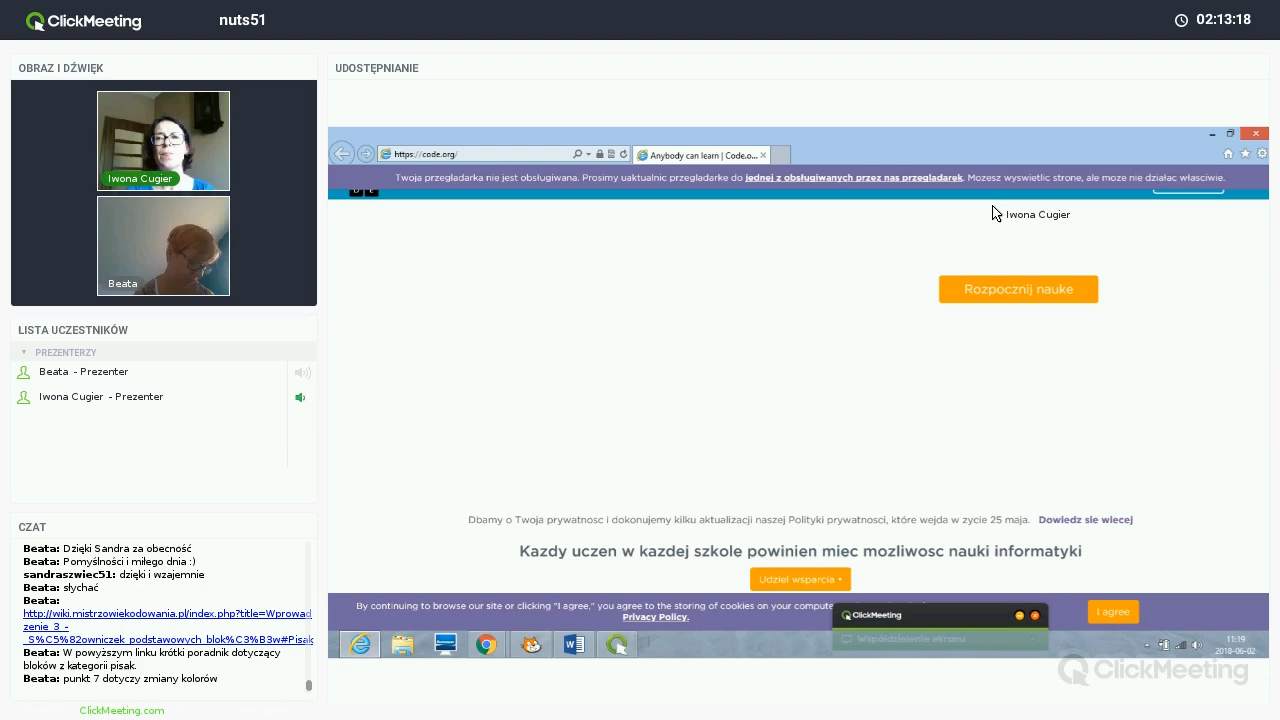 ClickMeeting
nuts51
02:13:18
OBRAZ I DŹWIĘK
Iwona Cugier
Beata
LISTA UCZESTNIKÓW
PREZENTERZY
Beata - Prezenter
Iwona Cugier - Prezenter
CZAT
Beata: Dzięki Sandra za obecność
Beata: Pomyślności i miłego dnia :)
sandraszwiec51: dzięki i wzajemnie
Beata: słychać
Beata:
http://wiki.mistrzowiekodowania.pl/index.php?title=Wprowad
zenie_3_-
_S%C5%82owniczek_podstawowych_blok%C3%B3w#Pisak
Beata: W powyższym linku krótki poradnik dotyczący
bloków z kategorii pisak.
Beata: punkt 7 dotyczy zmiany kolorów
ClickMeeting.com
UDOSTĘPNIANIE
https://code.org/
Anybody can learn | Code.o...
Twoja przegladarka nie jest obsługiwana. Prosimy uaktualnic przegladarke do jednej z obsługiwanych przez nas przegladarek. Mozesz wyswietlic strone, ale moze nie działac własciwie.
Iwona Cugier
Rozpocznij nauke
Dbamy o Twoja prywatnosc i dokonujemy kilku aktualizacji naszej Polityki prywatnosci, które wejda w zycie 25 maja. Dowiedz sie wiecej
Kazdy uczen w kazdej szkole powinien miec mozliwosc nauki informatyki
Udziel wsparcia
By continuing to browse our site or clicking "I agree," you agree to the storing of cookies on your compute
Privacy Policy.
I agree
ClickMeeting
Współdzielenie ekranu
11:19
2018-06-02
ClickMeeting